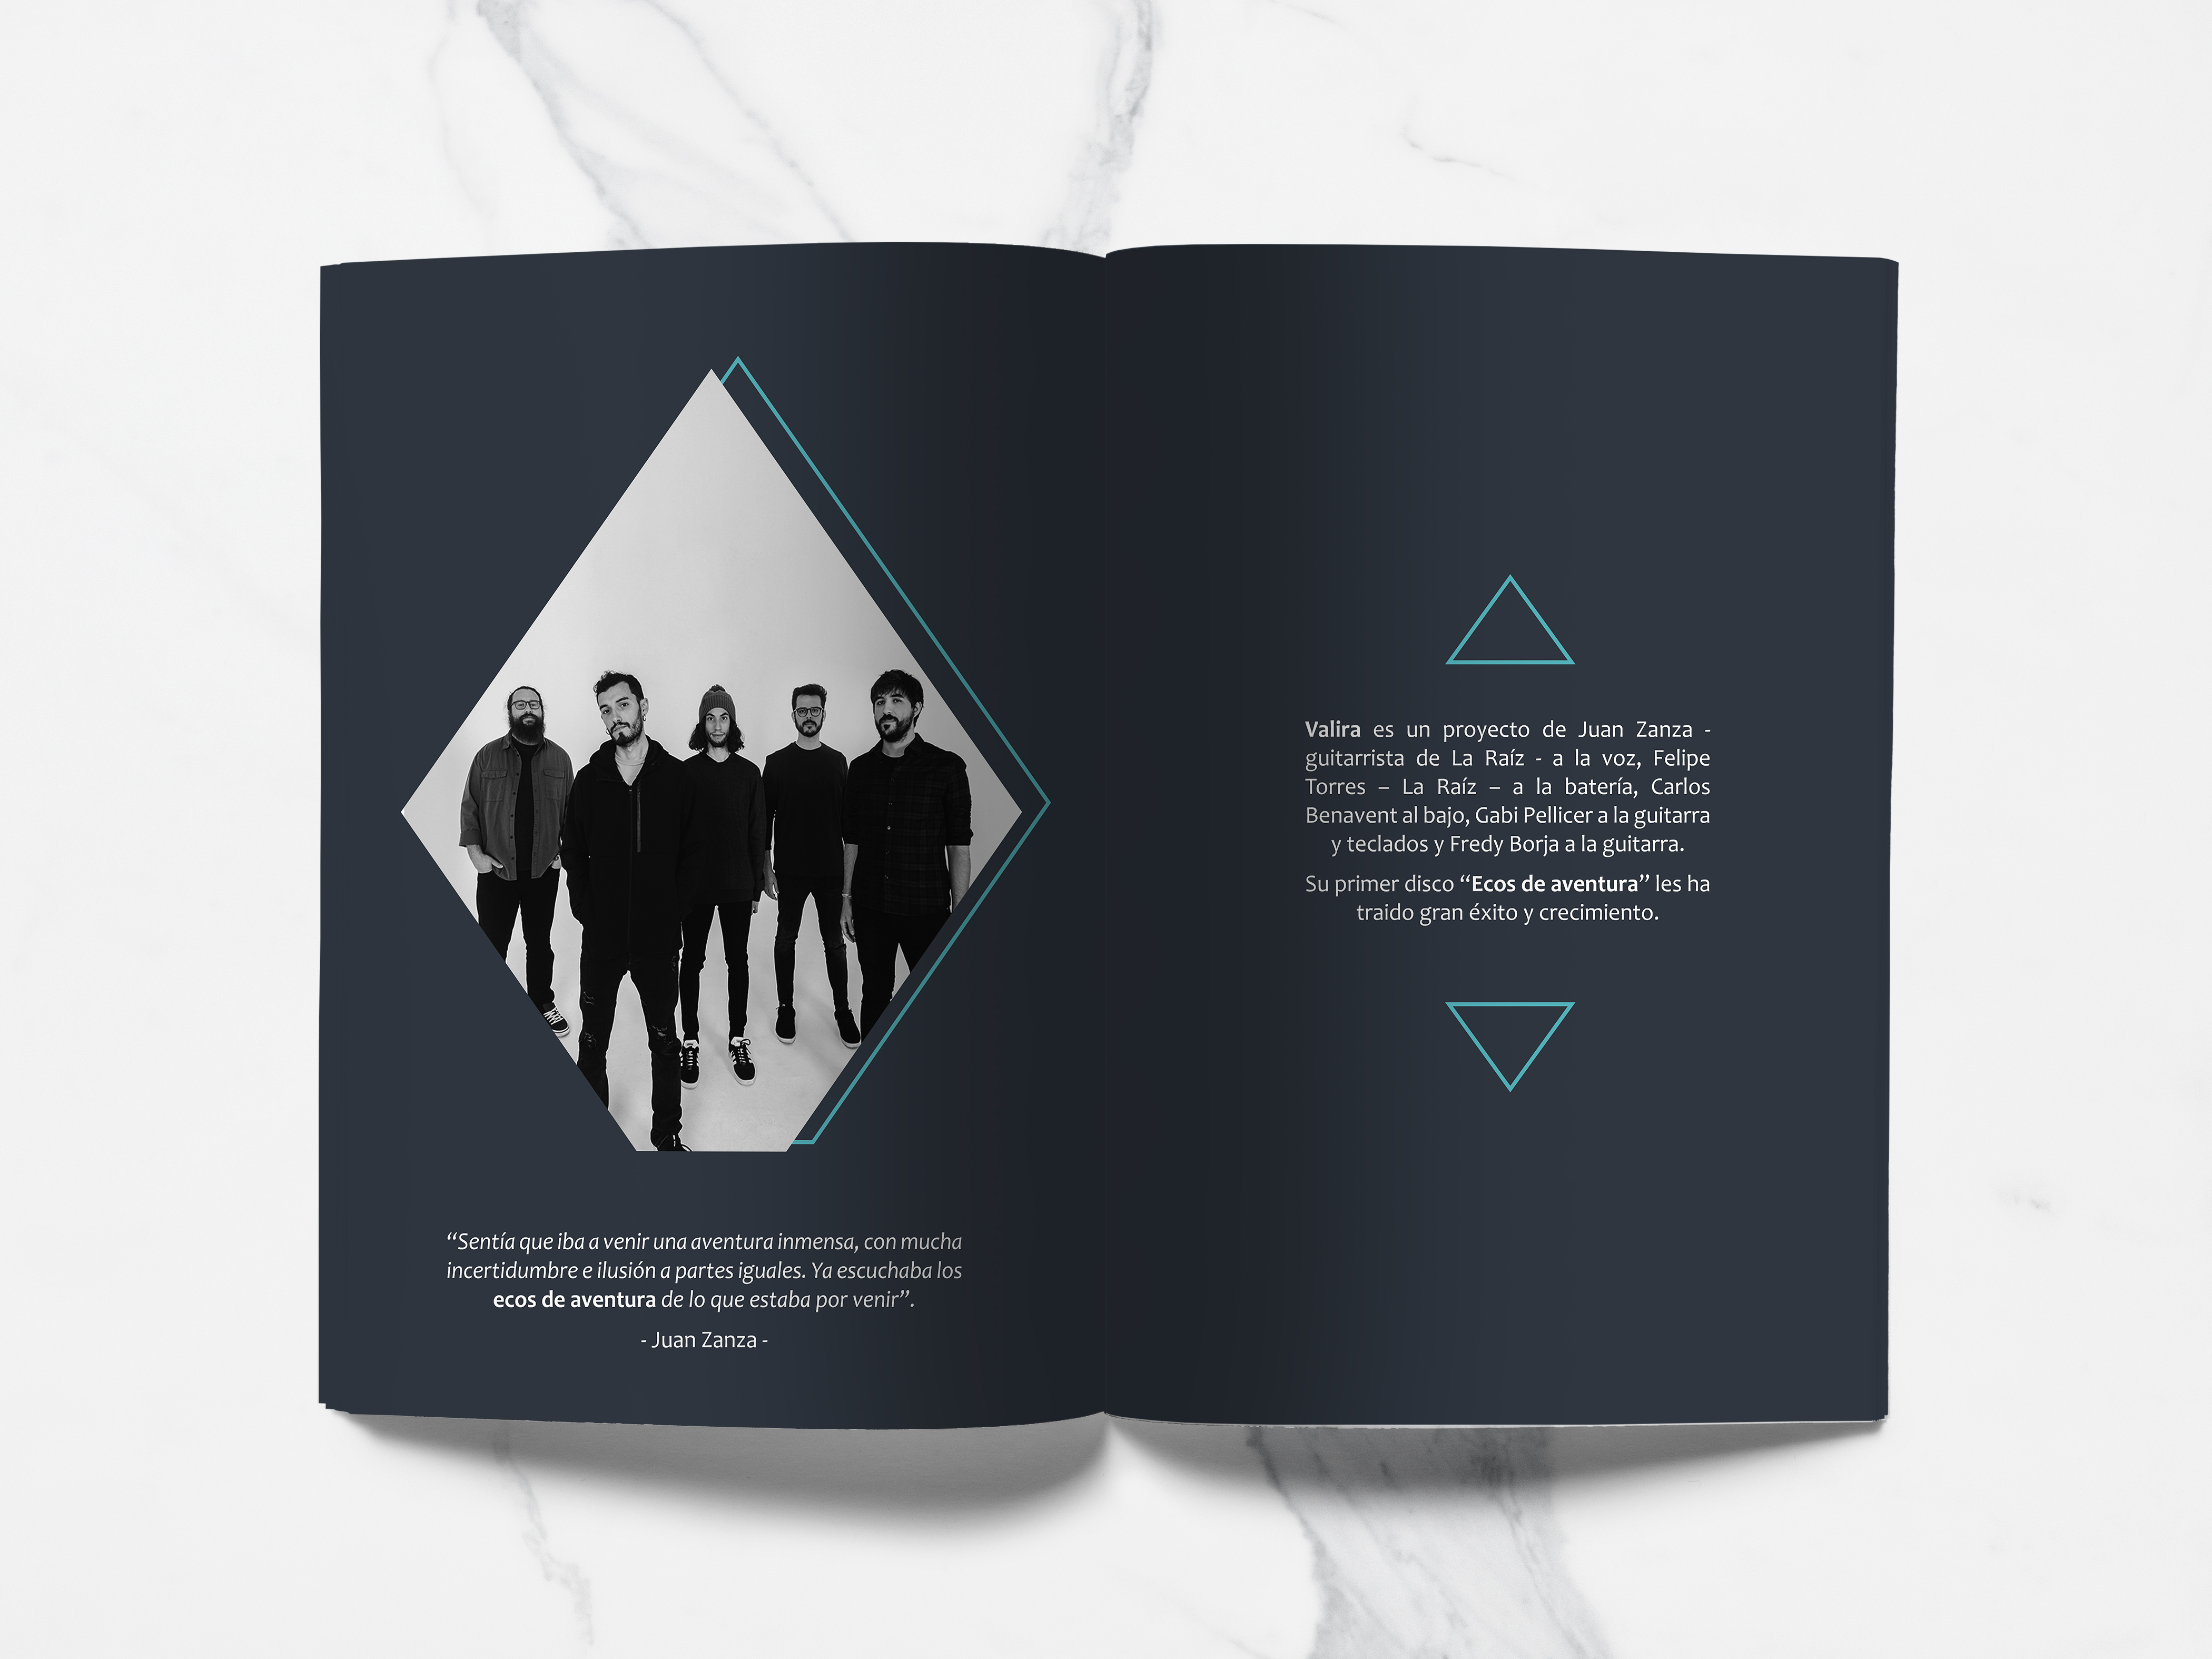 “Sentía que iba a venir una aventura inmensa, con mucha
incertidumbre e ilusión a partes iguales. Ya escuchaba los
ecos de aventura de lo que estaba por venir”.
- Juan Zanza -
Valira es un proyecto de Juan Zanza -
guitarrista de La Raíz - a la voz, Felipe
Torres – La Raíz – a la batería, Carlos
Benavent al bajo, Gabi Pellicer a la guitarra
y teclados y Fredy Borja a la guitarra.
Su primer disco “Ecos de aventura” les ha
traido gran éxito y crecimiento.